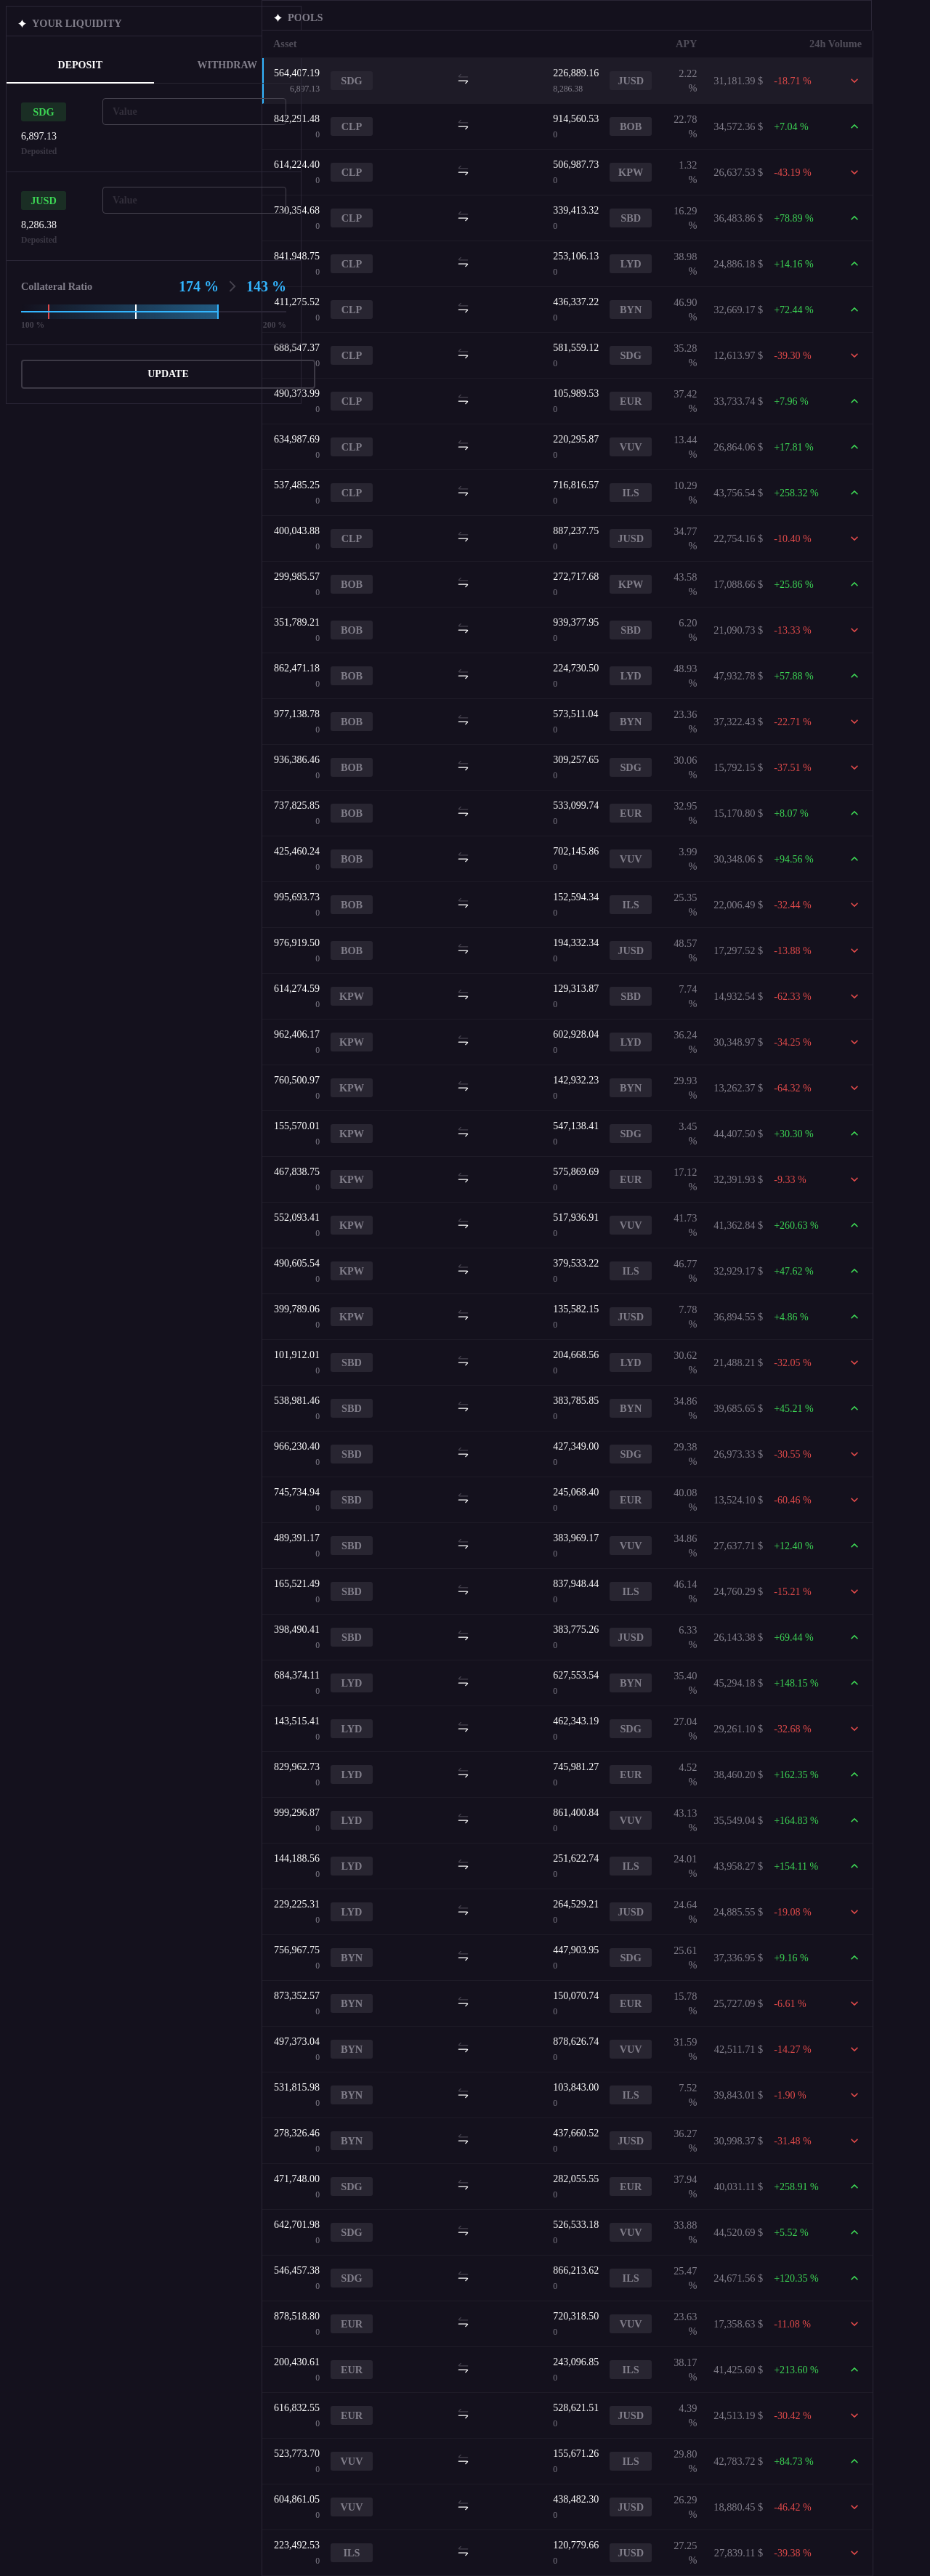 YOUR LIQUIDITY
DEPOSIT WITHDRAW
SDG Value
6,897.13
Deposited
JUSD Value
8,286.38
Deposited
Collateral Ratio 174 % 143 %
100 % 200 %
UPDATE
POOLS
Asset APY 24h Volume
564,407.19 SDG 226,889.16 JUSD 2.22 % 31,181.39 $ -18.71 %
6,897.13 8,286.38
842,291.48 CLP 914,560.53 BOB 22.78 % 34,572.36 $ +7.04 %
0 0
614,224.40 CLP 506,987.73 KPW 1.32 % 26,637.53 $ -43.19 %
0 0
730,354.68 CLP 339,413.32 SBD 16.29 % 36,483.86 $ +78.89 %
0 0
841,948.75 CLP 253,106.13 LYD 38.98 % 24,886.18 $ +14.16 %
0 0
411,275.52 CLP 436,337.22 BYN 46.90 % 32,669.17 $ +72.44 %
0 0
688,547.37 CLP 581,559.12 SDG 35.28 % 12,613.97 $ -39.30 %
0 0
490,373.99 CLP 105,989.53 EUR 37.42 % 33,733.74 $ +7.96 %
0 0
634,987.69 CLP 220,295.87 VUV 13.44 % 26,864.06 $ +17.81 %
0 0
537,485.25 CLP 716,816.57 ILS 10.29 % 43,756.54 $ +258.32 %
0 0
400,043.88 CLP 887,237.75 JUSD 34.77 % 22,754.16 $ -10.40 %
0 0
299,985.57 BOB 272,717.68 KPW 43.58 % 17,088.66 $ +25.86 %
0 0
351,789.21 BOB 939,377.95 SBD 6.20 % 21,090.73 $ -13.33 %
0 0
862,471.18 BOB 224,730.50 LYD 48.93 % 47,932.78 $ +57.88 %
0 0
977,138.78 BOB 573,511.04 BYN 23.36 % 37,322.43 $ -22.71 %
0 0
936,386.46 BOB 309,257.65 SDG 30.06 % 15,792.15 $ -37.51 %
0 0
737,825.85 BOB 533,099.74 EUR 32.95 % 15,170.80 $ +8.07 %
0 0
425,460.24 BOB 702,145.86 VUV 3.99 % 30,348.06 $ +94.56 %
0 0
995,693.73 BOB 152,594.34 ILS 25.35 % 22,006.49 $ -32.44 %
0 0
976,919.50 BOB 194,332.34 JUSD 48.57 % 17,297.52 $ -13.88 %
0 0
614,274.59 KPW 129,313.87 SBD 7.74 % 14,932.54 $ -62.33 %
0 0
962,406.17 KPW 602,928.04 LYD 36.24 % 30,348.97 $ -34.25 %
0 0
760,500.97 KPW 142,932.23 BYN 29.93 % 13,262.37 $ -64.32 %
0 0
155,570.01 KPW 547,138.41 SDG 3.45 % 44,407.50 $ +30.30 %
0 0
467,838.75 KPW 575,869.69 EUR 17.12 % 32,391.93 $ -9.33 %
0 0
552,093.41 KPW 517,936.91 VUV 41.73 % 41,362.84 $ +260.63 %
0 0
490,605.54 KPW 379,533.22 ILS 46.77 % 32,929.17 $ +47.62 %
0 0
399,789.06 KPW 135,582.15 JUSD 7.78 % 36,894.55 $ +4.86 %
0 0
101,912.01 SBD 204,668.56 LYD 30.62 % 21,488.21 $ -32.05 %
0 0
538,981.46 SBD 383,785.85 BYN 34.86 % 39,685.65 $ +45.21 %
0 0
966,230.40 SBD 427,349.00 SDG 29.38 % 26,973.33 $ -30.55 %
0 0
745,734.94 SBD 245,068.40 EUR 40.08 % 13,524.10 $ -60.46 %
0 0
489,391.17 SBD 383,969.17 VUV 34.86 % 27,637.71 $ +12.40 %
0 0
165,521.49 SBD 837,948.44 ILS 46.14 % 24,760.29 $ -15.21 %
0 0
398,490.41 SBD 383,775.26 JUSD 6.33 % 26,143.38 $ +69.44 %
0 0
684,374.11 LYD 627,553.54 BYN 35.40 % 45,294.18 $ +148.15 %
0 0
143,515.41 LYD 462,343.19 SDG 27.04 % 29,261.10 $ -32.68 %
0 0
829,962.73 LYD 745,981.27 EUR 4.52 % 38,460.20 $ +162.35 %
0 0
999,296.87 LYD 861,400.84 VUV 43.13 % 35,549.04 $ +164.83 %
0 0
144,188.56 LYD 251,622.74 ILS 24.01 % 43,958.27 $ +154.11 %
0 0
229,225.31 LYD 264,529.21 JUSD 24.64 % 24,885.55 $ -19.08 %
0 0
756,967.75 BYN 447,903.95 SDG 25.61 % 37,336.95 $ +9.16 %
0 0
873,352.57 BYN 150,070.74 EUR 15.78 % 25,727.09 $ -6.61 %
0 0
497,373.04 BYN 878,626.74 VUV 31.59 % 42,511.71 $ -14.27 %
0 0
531,815.98 BYN 103,843.00 ILS 7.52 % 39,843.01 $ -1.90 %
0 0
278,326.46 BYN 437,660.52 JUSD 36.27 % 30,998.37 $ -31.48 %
0 0
471,748.00 SDG 282,055.55 EUR 37.94 % 40,031.11 $ +258.91 %
0 0
642,701.98 SDG 526,533.18 VUV 33.88 % 44,520.69 $ +5.52 %
0 0
546,457.38 SDG 866,213.62 ILS 25.47 % 24,671.56 $ +120.35 %
0 0
878,518.80 EUR 720,318.50 VUV 23.63 % 17,358.63 $ -11.08 %
0 0
200,430.61 EUR 243,096.85 ILS 38.17 % 41,425.60 $ +213.60 %
0 0
616,832.55 EUR 528,621.51 JUSD 4.39 % 24,513.19 $ -30.42 %
0 0
523,773.70 VUV 155,671.26 ILS 29.80 % 42,783.72 $ +84.73 %
0 0
604,861.05 VUV 438,482.30 JUSD 26.29 % 18,880.45 $ -46.42 %
0 0
223,492.53 ILS 120,779.66 JUSD 27.25 % 27,839.11 $ -39.38 %
0 0